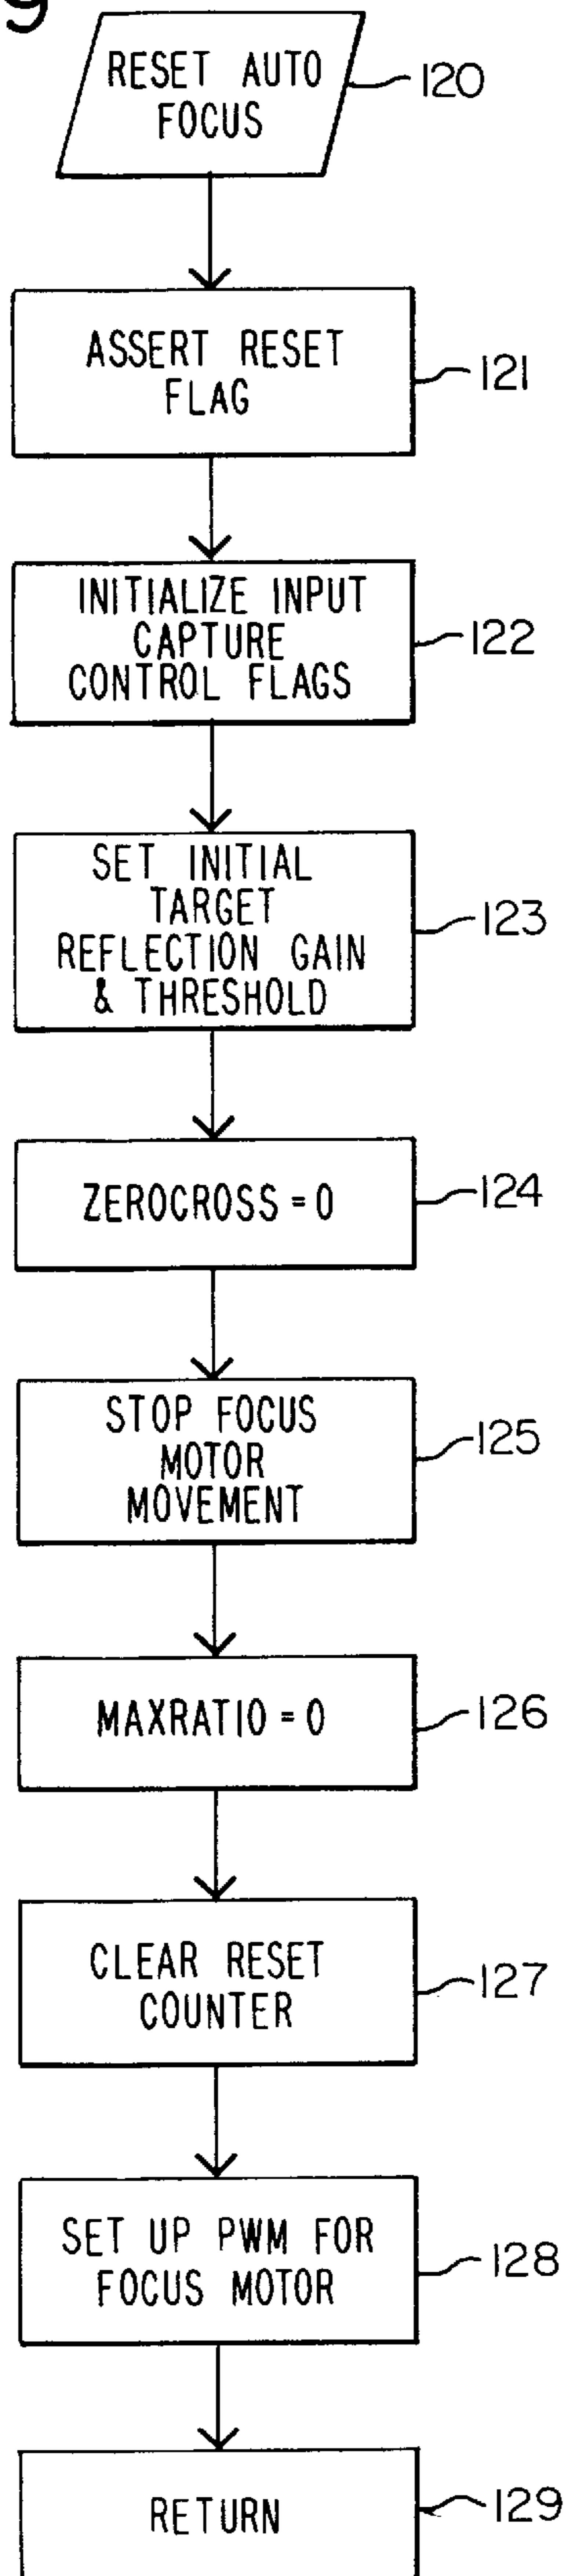 9
RESET AUTO
FOCUS
120
ASSERT RESET
FLAG
121
INITIALIZE INPUT
CAPTURE
CONTROL FLAGS
122
SET INITIAL
TARGET
REFLECTION GAIN
& THRESHOLD
123
ZEROCROSS = 0
124
STOP FOCUS
MOTOR
MOVEMENT
125
MAXRATIO = 0
126
CLEAR RESET
COUNTER
127
SET UP PWM FOR
FOCUS MOTOR
128
RETURN
129